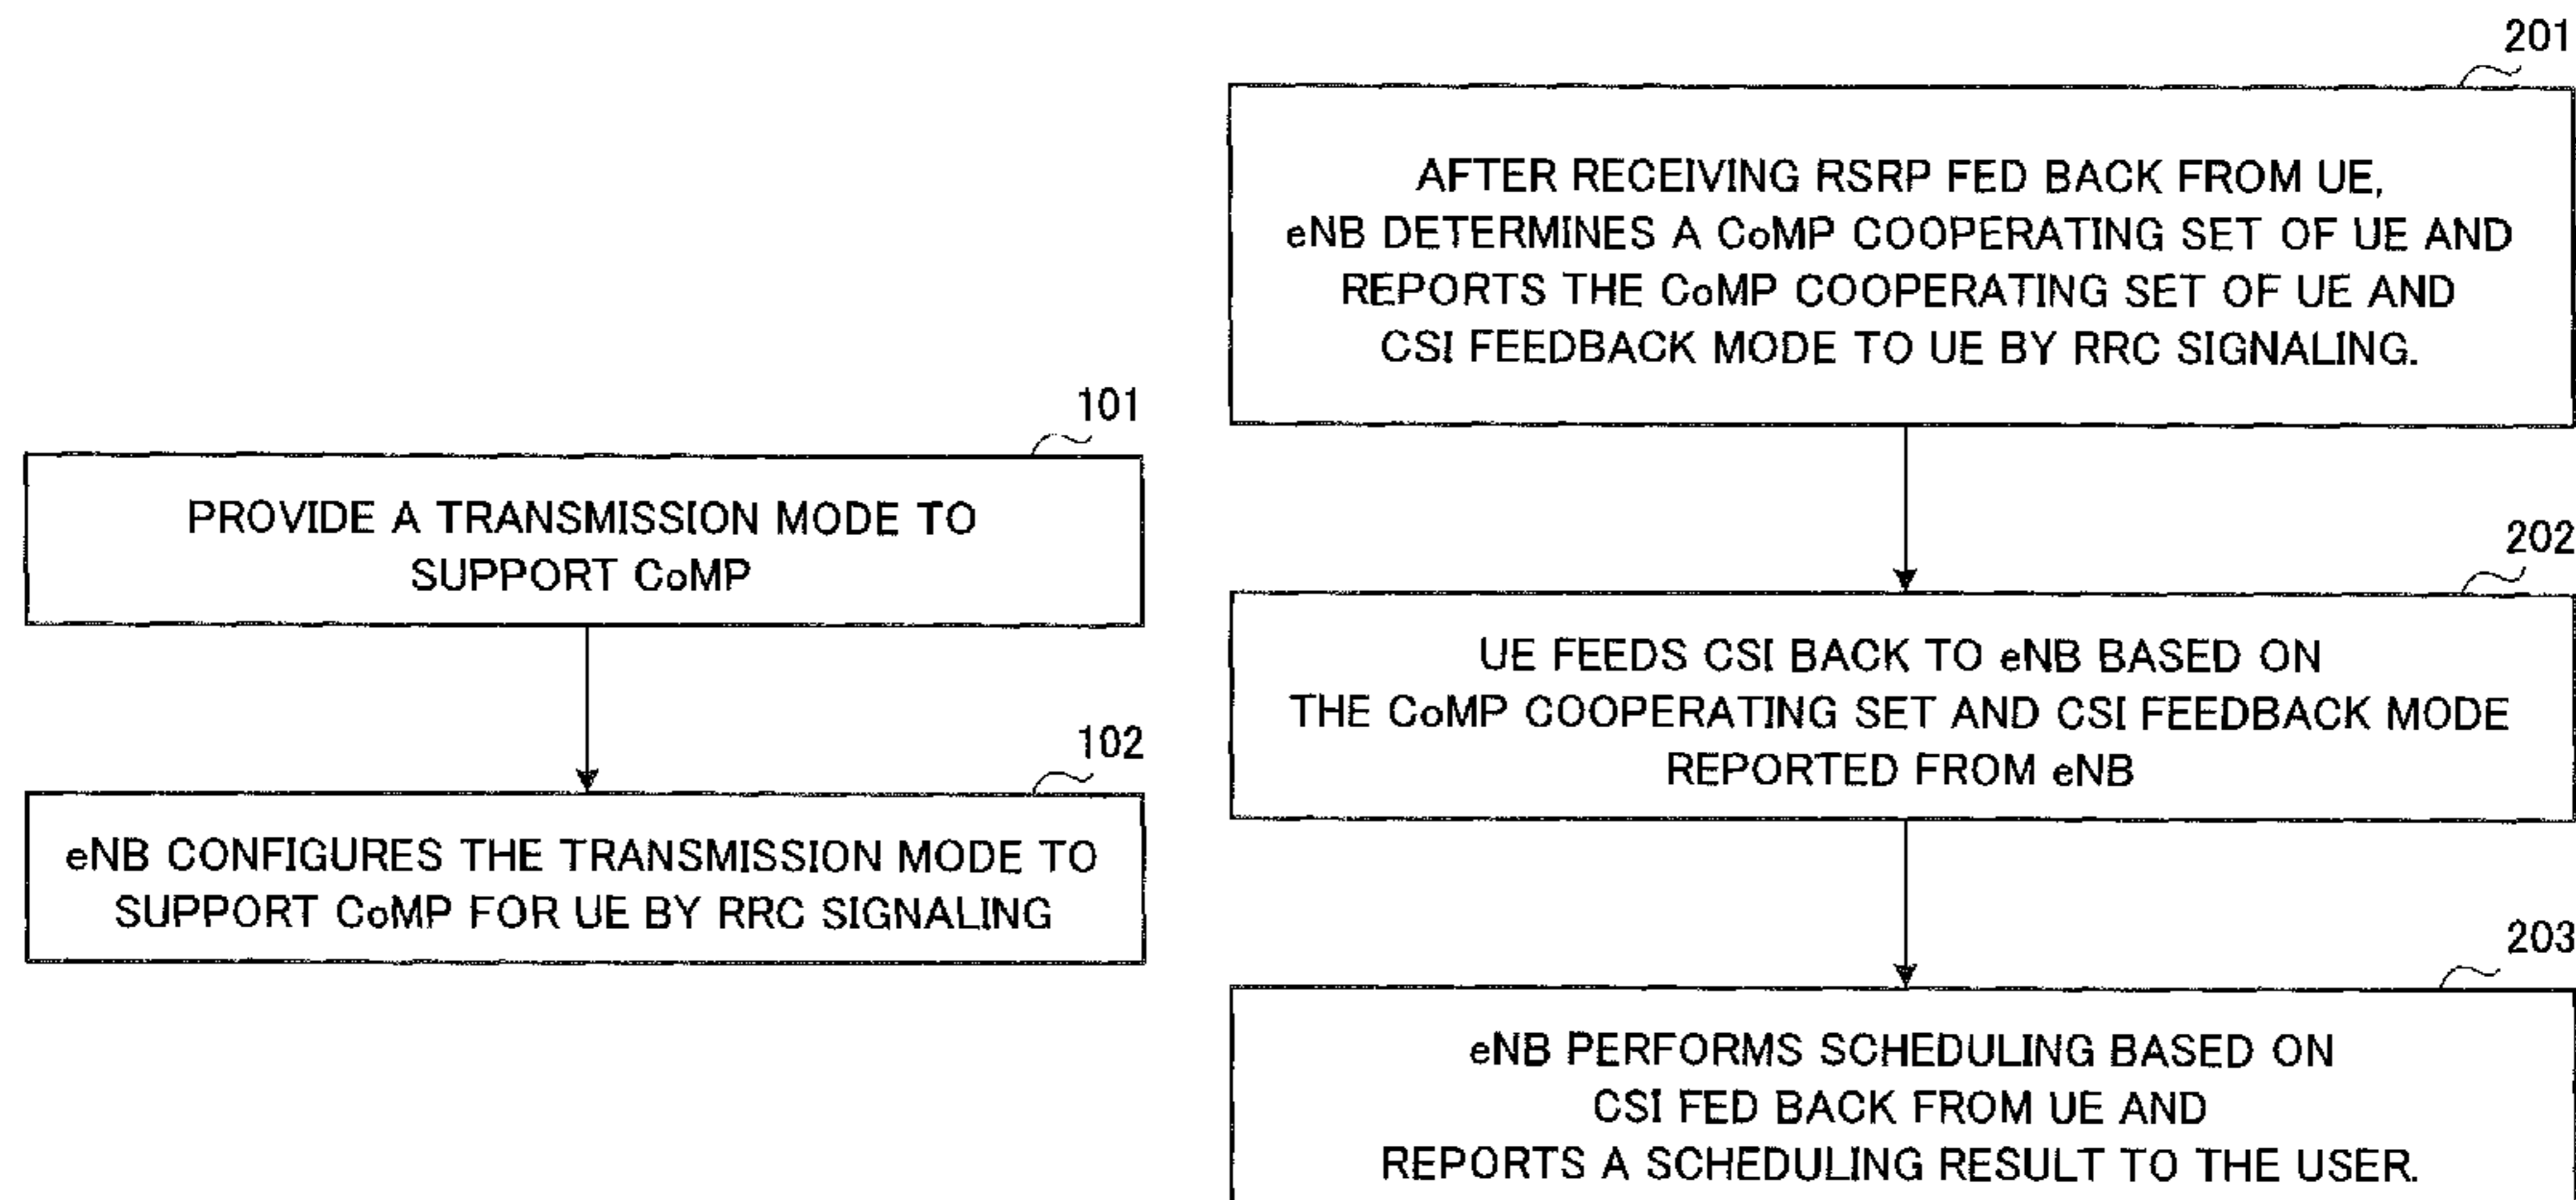 101
PROVIDE A TRANSMISSION MODE TO
SUPPORT CoMP
102
eNB CONFIGURES THE TRANSMISSION MODE TO
SUPPORT CoMP FOR UE BY RRC SIGNALING
201
AFTER RECEIVING RSRP FED BACK FROM UE,
eNB DETERMINES A CoMP COOPERATING SET OF UE AND
REPORTS THE CoMP COOPERATING SET OF UE AND
CSI FEEDBACK MODE TO UE BY RRC SIGNALING.
202
UE FEEDS CSI BACK TO eNB BASED ON
THE CoMP COOPERATING SET AND CSI FEEDBACK MODE
REPORTED FROM eNB
203
eNB PERFORMS SCHEDULING BASED ON
CSI FED BACK FROM UE AND
REPORTS A SCHEDULING RESULT TO THE USER.